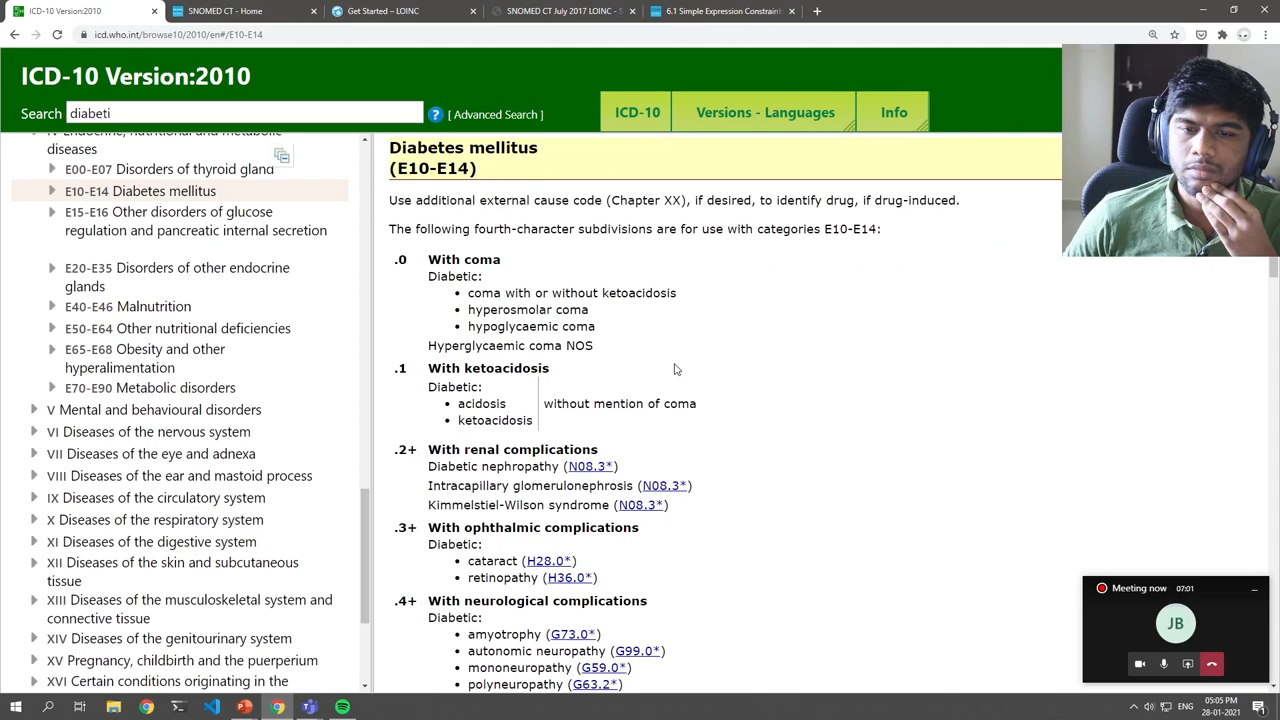 ICD-10 Version:2010
SNOMED CT - Home
Get Started – LOINC
SNOMED CT July 2017 LOINC - S
6.1 Simple Expression Constraint
icd.who.int/browse10/2010/en#/E10-E14
ICD-10 Version:2010
Search diabeti
? [ Advanced Search ]
ICD-10
Versions - Languages
Info
IV Endocrine, nutritional and metabolic
diseases
E00-E07 Disorders of thyroid gland
E10-E14 Diabetes mellitus
E15-E16 Other disorders of glucose
regulation and pancreatic internal secretion
E20-E35 Disorders of other endocrine
glands
E40-E46 Malnutrition
E50-E64 Other nutritional deficiencies
E65-E68 Obesity and other
hyperalimentation
E70-E90 Metabolic disorders
V Mental and behavioural disorders
VI Diseases of the nervous system
VII Diseases of the eye and adnexa
VIII Diseases of the ear and mastoid process
IX Diseases of the circulatory system
X Diseases of the respiratory system
XI Diseases of the digestive system
XII Diseases of the skin and subcutaneous
tissue
XIII Diseases of the musculoskeletal system and
connective tissue
XIV Diseases of the genitourinary system
XV Pregnancy, childbirth and the puerperium
XVI Certain conditions originating in the
Diabetes mellitus
(E10-E14)
Use additional external cause code (Chapter XX), if desired, to identify drug, if drug-induced.
The following fourth-character subdivisions are for use with categories E10-E14:
.0 With coma
Diabetic:
• coma with or without ketoacidosis
• hyperosmolar coma
• hypoglycaemic coma
Hyperglycaemic coma NOS
.1 With ketoacidosis
Diabetic:
• acidosis without mention of coma
• ketoacidosis
.2+ With renal complications
Diabetic nephropathy (N08.3*)
Intracapillary glomerulonephrosis (N08.3*)
Kimmelstiel-Wilson syndrome (N08.3*)
.3+ With ophthalmic complications
Diabetic:
• cataract (H28.0*)
• retinopathy (H36.0*)
.4+ With neurological complications
Diabetic:
• amyotrophy (G73.0*)
• autonomic neuropathy (G99.0*)
• mononeuropathy (G59.0*)
• polyneuropathy (G63.2*)
Meeting now 07:01
JB
ENG
05:05 PM
28-01-2021
1